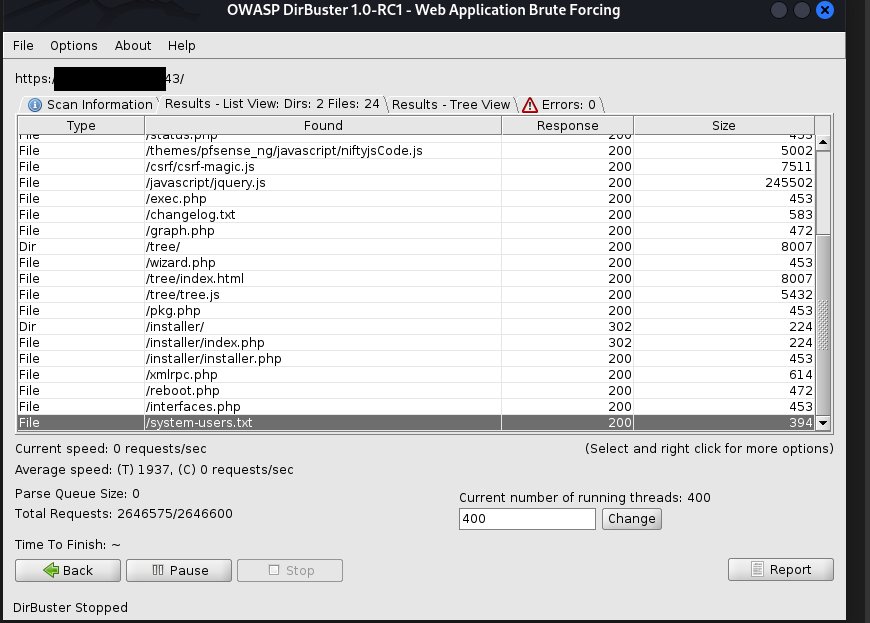 OWASP DirBuster 1.0-RC1 - Web Application Brute Forcing
File Options About Help
https:/ 43/
Scan Information Results - List View: Dirs: 2 Files: 24 Results - Tree View Errors: 0
Type Found Response Size
File /status.php 200 453
File /themes/pfsense_ng/javascript/niftyjsCode.js 200 5002
File /csrf/csrf-magic.js 200 7511
File /javascript/jquery.js 200 245502
File /exec.php 200 453
File /changelog.txt 200 583
File /graph.php 200 472
Dir /tree/ 200 8007
File /wizard.php 200 453
File /tree/index.html 200 8007
File /tree/tree.js 200 5432
File /pkg.php 200 453
Dir /installer/ 302 224
File /installer/index.php 302 224
File /installer/installer.php 200 453
File /xmlrpc.php 200 614
File /reboot.php 200 472
File /interfaces.php 200 453
File /system-users.txt 200 394
Current speed: 0 requests/sec (Select and right click for more options)
Average speed: (T) 1937, (C) 0 requests/sec
Parse Queue Size: 0 Current number of running threads: 400
Total Requests: 2646575/2646600 400 Change
Time To Finish: ~
Back Pause Stop Report
DirBuster Stopped